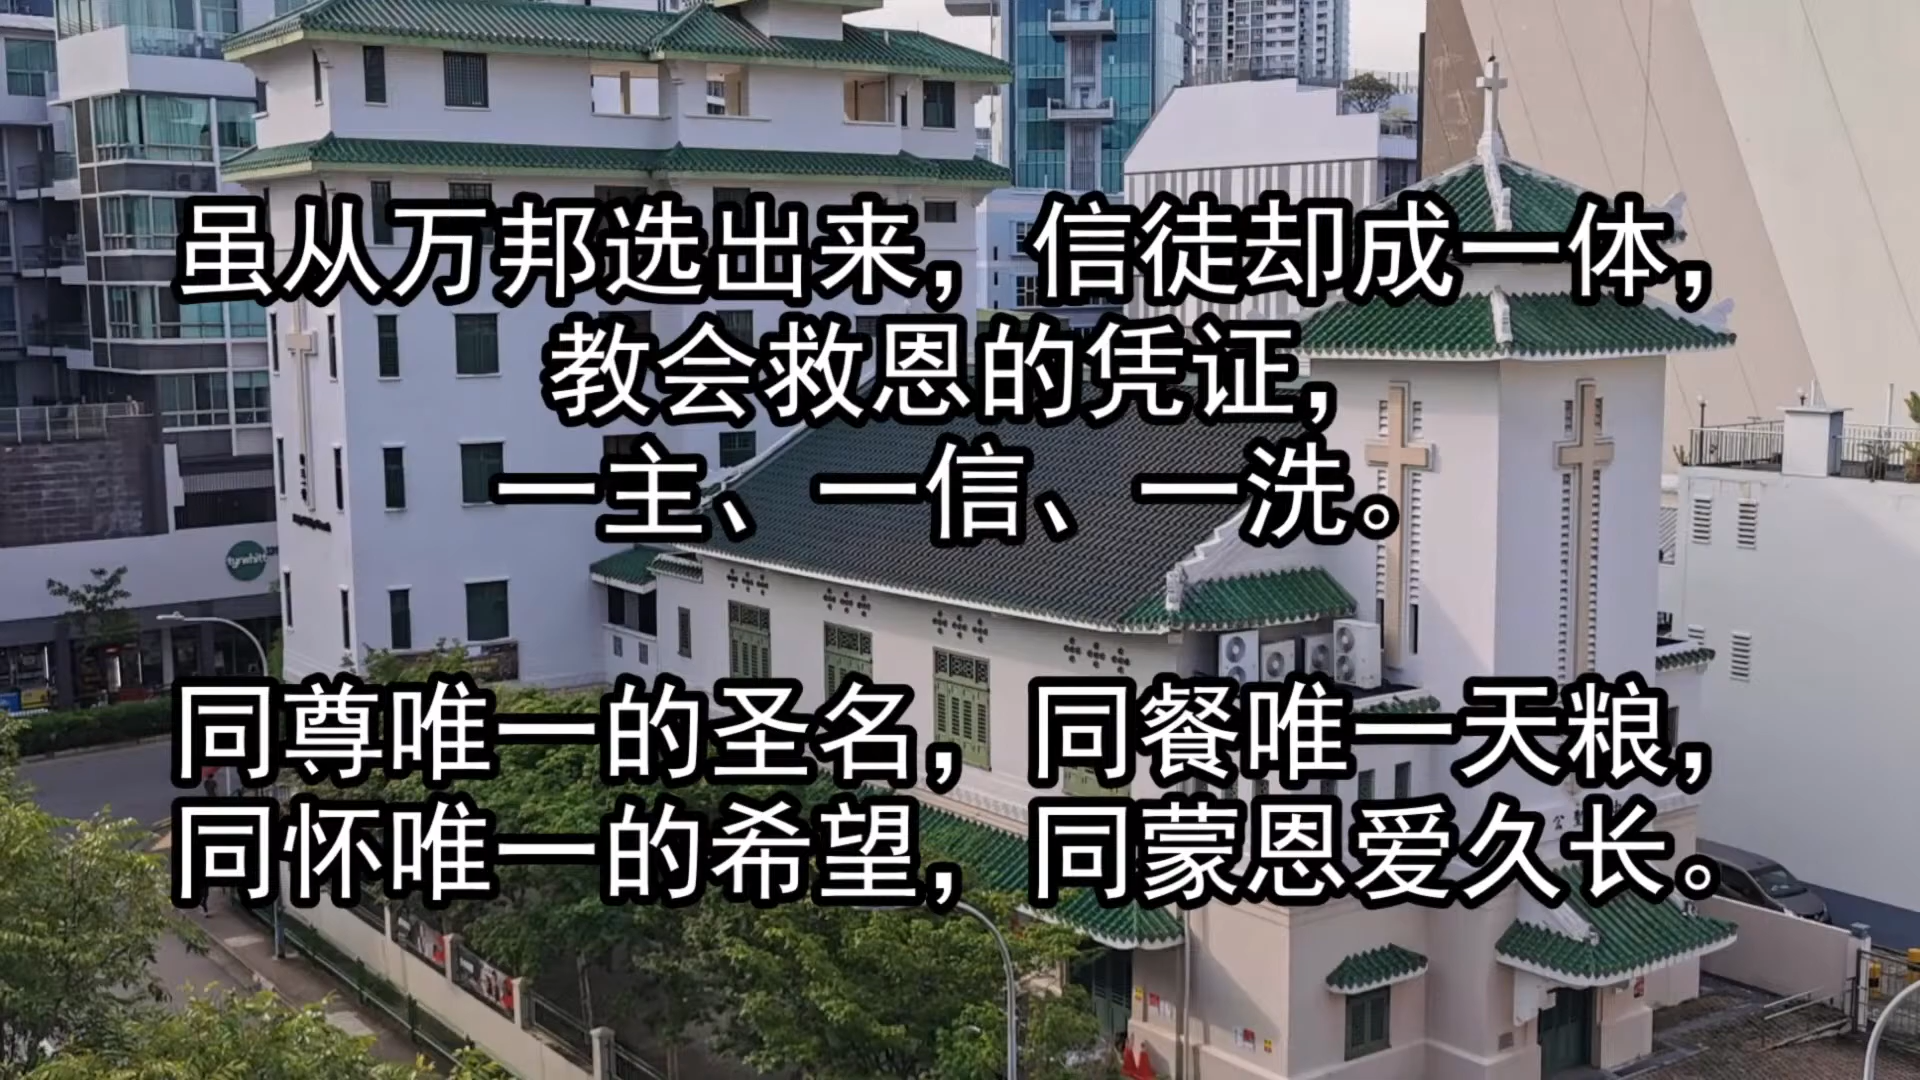 虽从万邦选出来，信徒却成一体，
教会救恩的凭证，
一主、一信、一洗。
同尊唯一的圣名，同餐唯一天粮，
同怀唯一的希望，同蒙恩爱久长。
tyrwhitt